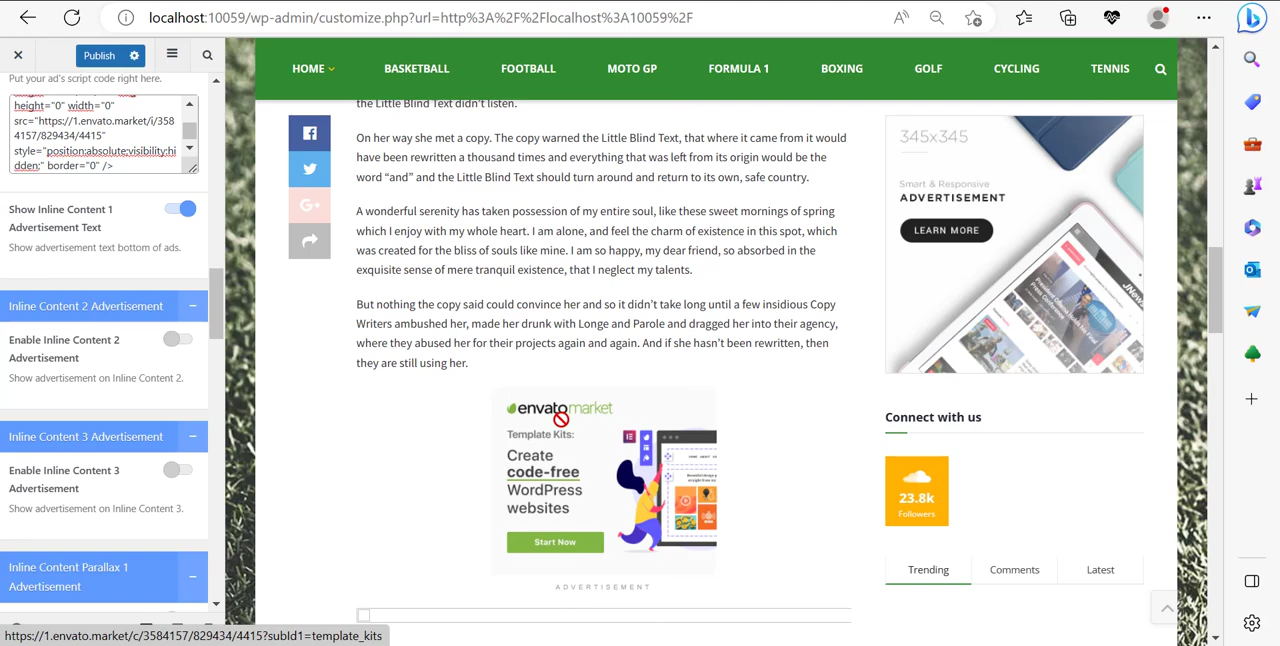 localhost:10059/wp-admin/customize.php?url=http%3A%2F%2Flocalhost%3A10059%2F
Publish
Put your ad's script code right here.
height="0" width="0"
src="https://1.envato.market/i/358
4157/829434/4415"
style="position:absolute;visibility:hi
dden;" border="0" />
Show Inline Content 1
Advertisement Text
Show advertisement text bottom of ads.
Inline Content 2 Advertisement
Enable Inline Content 2
Advertisement
Show advertisement on Inline Content 2.
Inline Content 3 Advertisement
Enable Inline Content 3
Advertisement
Show advertisement on Inline Content 3.
Inline Content Parallax 1
Advertisement
https://1.envato.market/c/3584157/829434/4415?subId1=template_kits
HOME BASKETBALL FOOTBALL MOTO GP FORMULA 1 BOXING GOLF CYCLING TENNIS
the Little Blind Text didn't listen.
On her way she met a copy. The copy warned the Little Blind Text, that where it came from it would
have been rewritten a thousand times and everything that was left from its origin would be the
word “and” and the Little Blind Text should turn around and return to its own, safe country.
A wonderful serenity has taken possession of my entire soul, like these sweet mornings of spring
which I enjoy with my whole heart. I am alone, and feel the charm of existence in this spot, which
was created for the bliss of souls like mine. I am so happy, my dear friend, so absorbed in the
exquisite sense of mere tranquil existence, that I neglect my talents.
But nothing the copy said could convince her and so it didn't take long until a few insidious Copy
Writers ambushed her, made her drunk with Longe and Parole and dragged her into their agency,
where they abused her for their projects again and again. And if she hasn't been rewritten, then
they are still using her.
envatomarket
Template Kits:
Create
code-free
WordPress
websites
Start Now
ADVERTISEMENT
345x345
Smart & Responsive
ADVERTISEMENT
LEARN MORE
JNews
Connect with us
23.8k
Followers
Trending Comments Latest